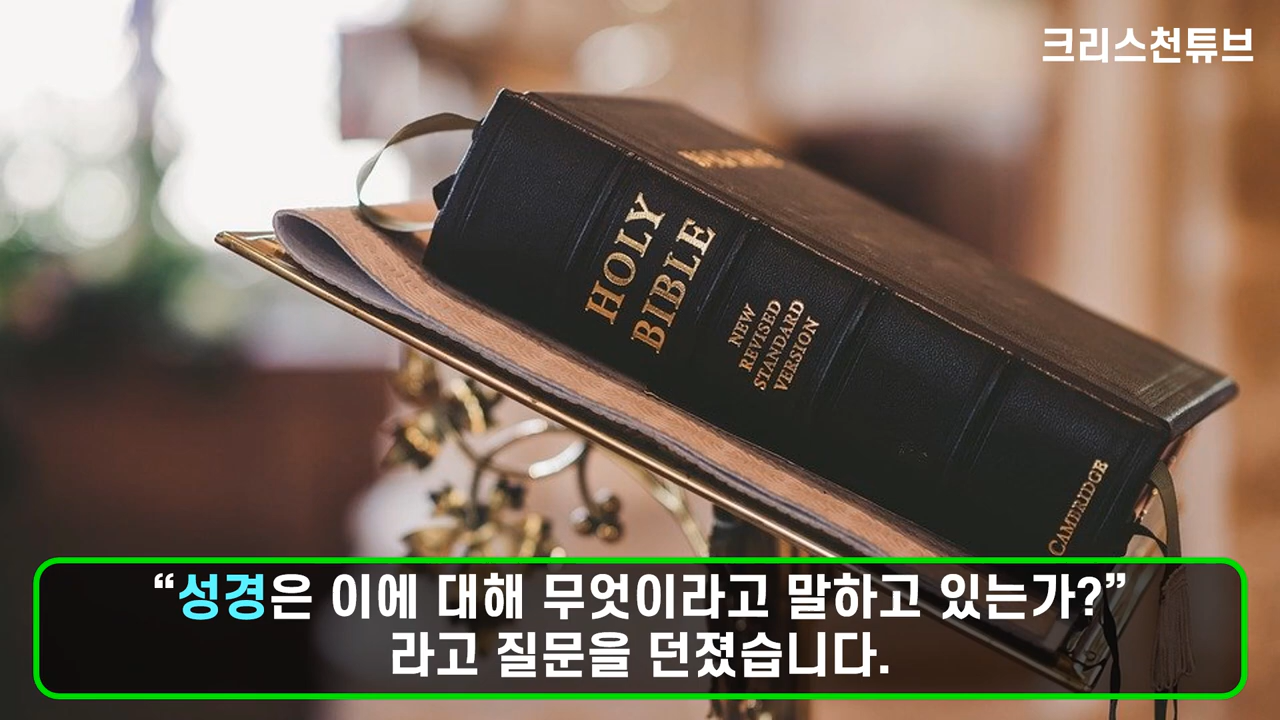 크리스천튜브
HOLY
BIBLE
NEW
REVISED
STANDARD
VERSION
CAMBRIDGE
“성경은 이에 대해 무엇이라고 말하고 있는가?”
라고 질문을 던졌습니다.